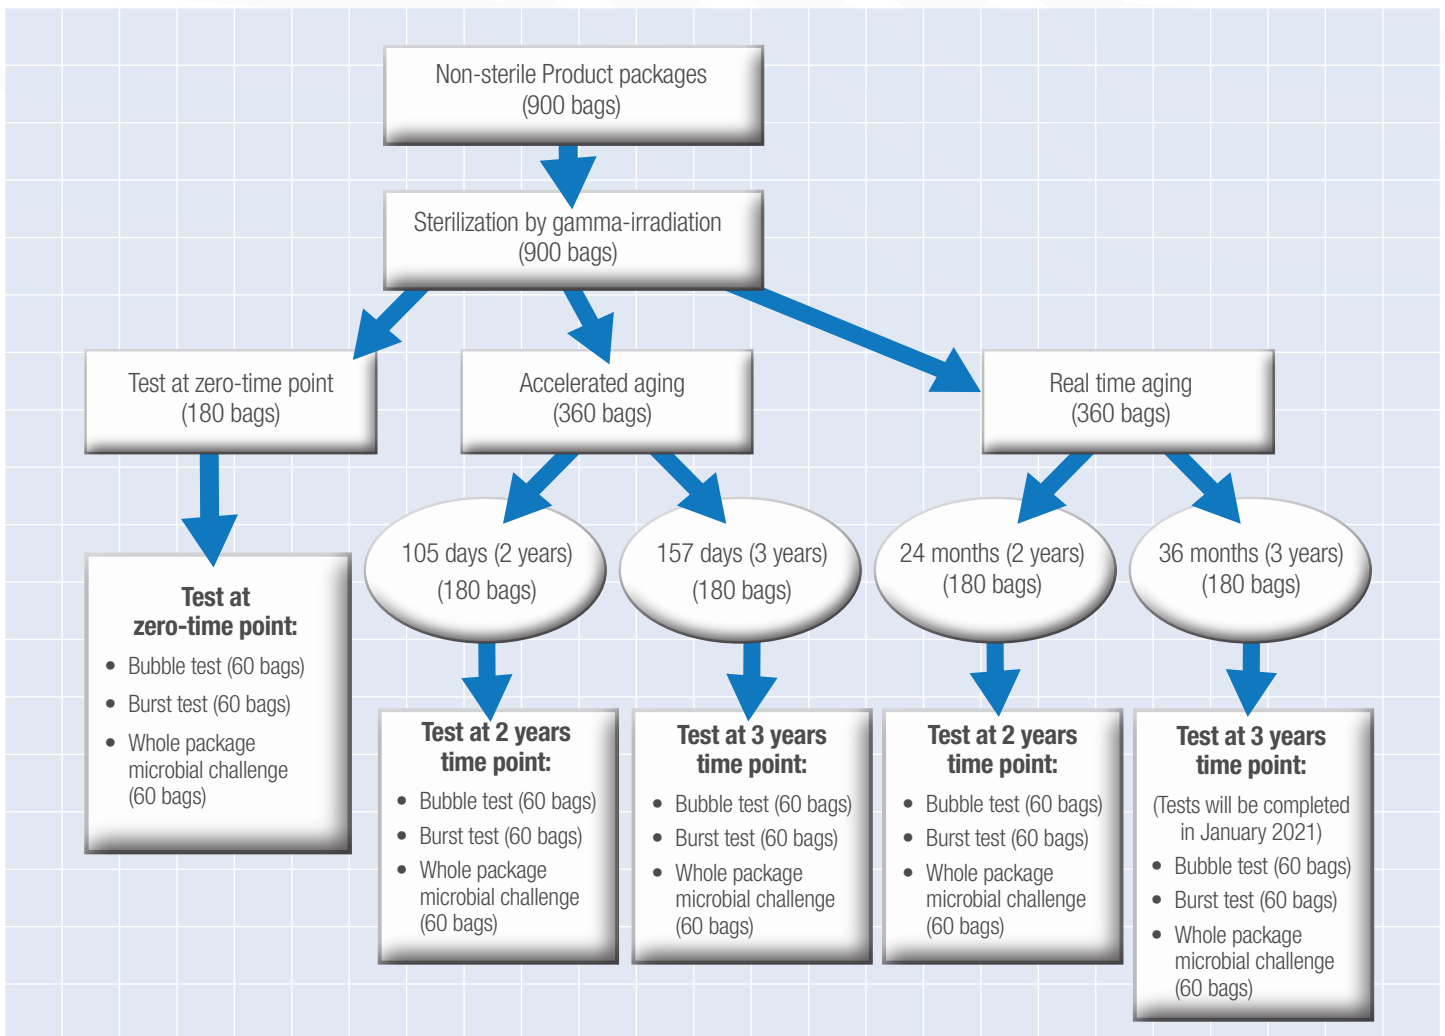 Non-sterile Product packages
(900 bags)
Sterilization by gamma-irradiation
(900 bags)
Test at zero-time point
(180 bags)
Accelerated aging
(360 bags)
Real time aging
(360 bags)
105 days (2 years)
(180 bags)
157 days (3 years)
(180 bags)
24 months (2 years)
(180 bags)
36 months (3 years)
(180 bags)
Test at
zero-time point:
• Bubble test (60 bags)
• Burst test (60 bags)
• Whole package
microbial challenge
(60 bags)
Test at 2 years
time point:
• Bubble test (60 bags)
• Burst test (60 bags)
• Whole package
microbial challenge
(60 bags)
Test at 3 years
time point:
• Bubble test (60 bags)
• Burst test (60 bags)
• Whole package
microbial challenge
(60 bags)
Test at 2 years
time point:
• Bubble test (60 bags)
• Burst test (60 bags)
• Whole package
microbial challenge
(60 bags)
Test at 3 years
time point:
(Tests will be completed
in January 2021)
• Bubble test (60 bags)
• Burst test (60 bags)
• Whole package
microbial challenge
(60 bags)